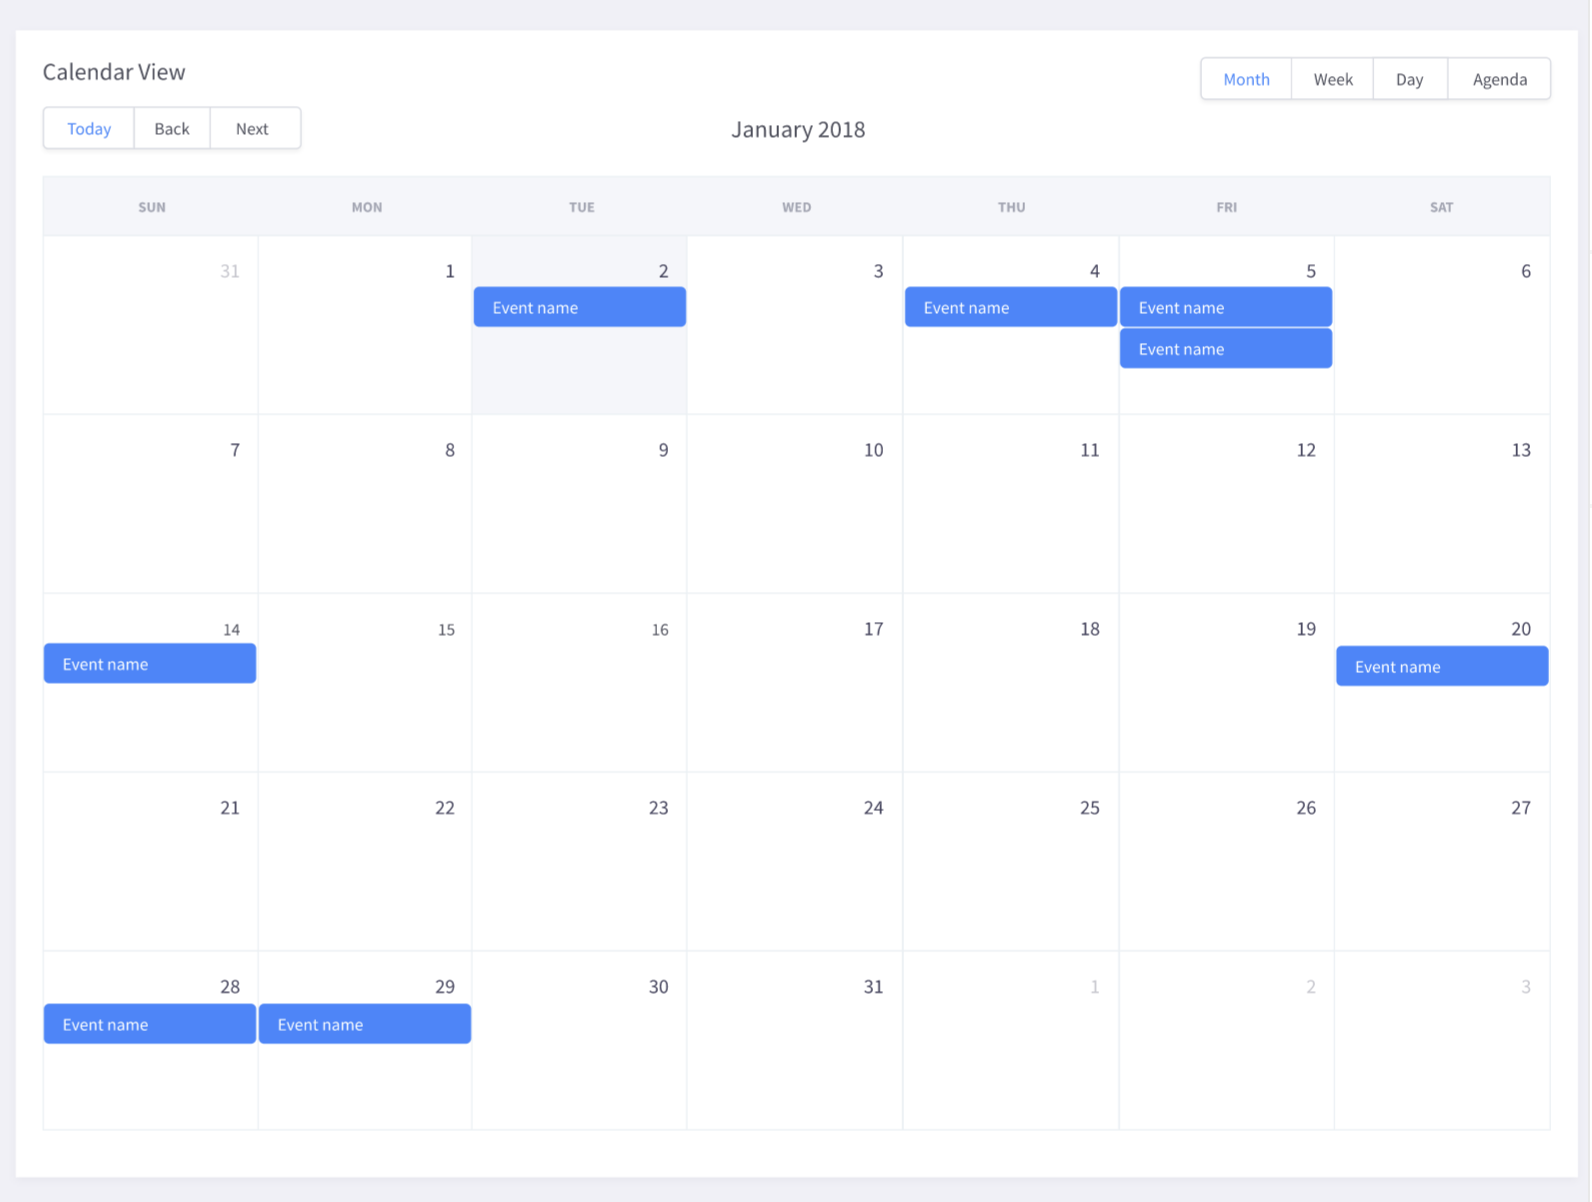 Calendar View
Month Week Day Agenda
Today Back Next
January 2018
SUN MON TUE WED THU FRI SAT
31 1 2 3 4 5 6
Event name Event name Event name
Event name
7 8 9 10 11 12 13
14 15 16 17 18 19 20
Event name Event name
21 22 23 24 25 26 27
28 29 30 31 1 2 3
Event name Event name